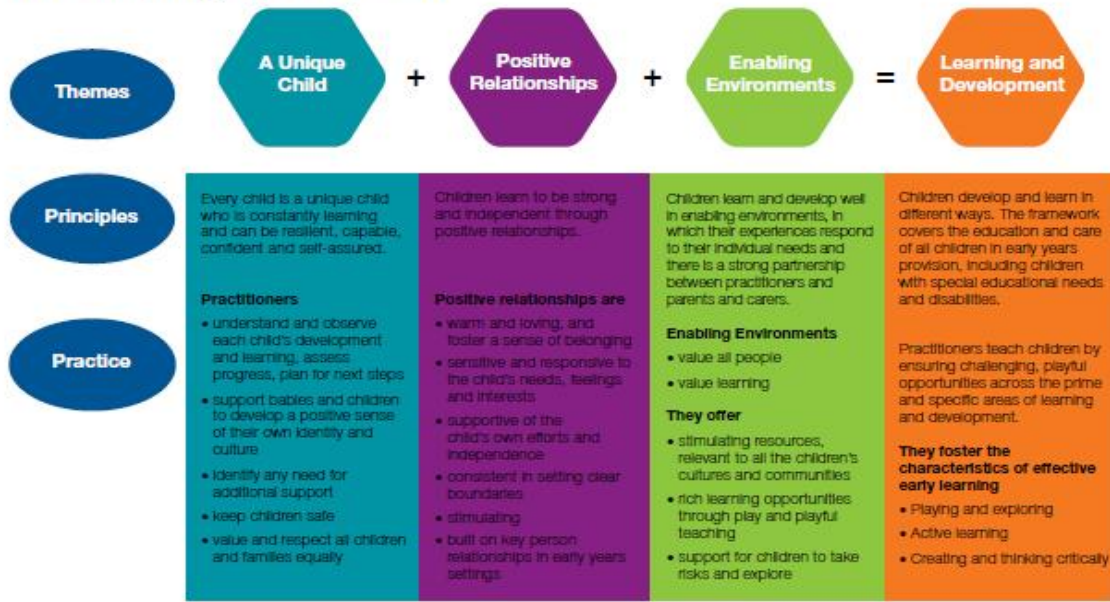 Themes
A Unique
Child
+
Positive
Relationships
+
Enabling
Environments
=
Learning and
Development
Principles
Every child is a unique child
who is constantly learning
and can be resilient, capable,
confident and self-assured.
Children learn to be strong
and independent through
positive relationships.
Children learn and develop well
in enabling environments, in
which their experiences respond
to their individual needs and
there is a strong partnership
between practitioners and
parents and carers.
Children develop and learn in
different ways. The framework
covers the education and care
of all children in early years
provision, including children
with special educational needs
and disabilities.
Practice
Practitioners
• understand and observe
each child's development
and learning, assess
progress, plan for next steps
• support babies and children
to develop a positive sense
of their own identity and
culture
• identify any need for
additional support
• keep children safe
• value and respect all children
and families equally
Positive relationships are
• warm and loving, and
foster a sense of belonging
• sensitive and responsive to
the child's needs, feelings
and interests
• supportive of the
child's own efforts and
independence
• consistent in setting clear
boundaries
• stimulating
• built on key person
relationships in early years
settings
Enabling Environments
• value all people
• value learning
They offer
• stimulating resources,
relevant to all the children's
cultures and communities
• rich learning opportunities
through play and playful
teaching
• support for children to take
risks and explore
Practitioners teach children by
ensuring challenging, playful
opportunities across the prime
and specific areas of learning
and development.
They foster the
characteristics of effective
early learning
• Playing and exploring
• Active learning
• Creating and thinking critically